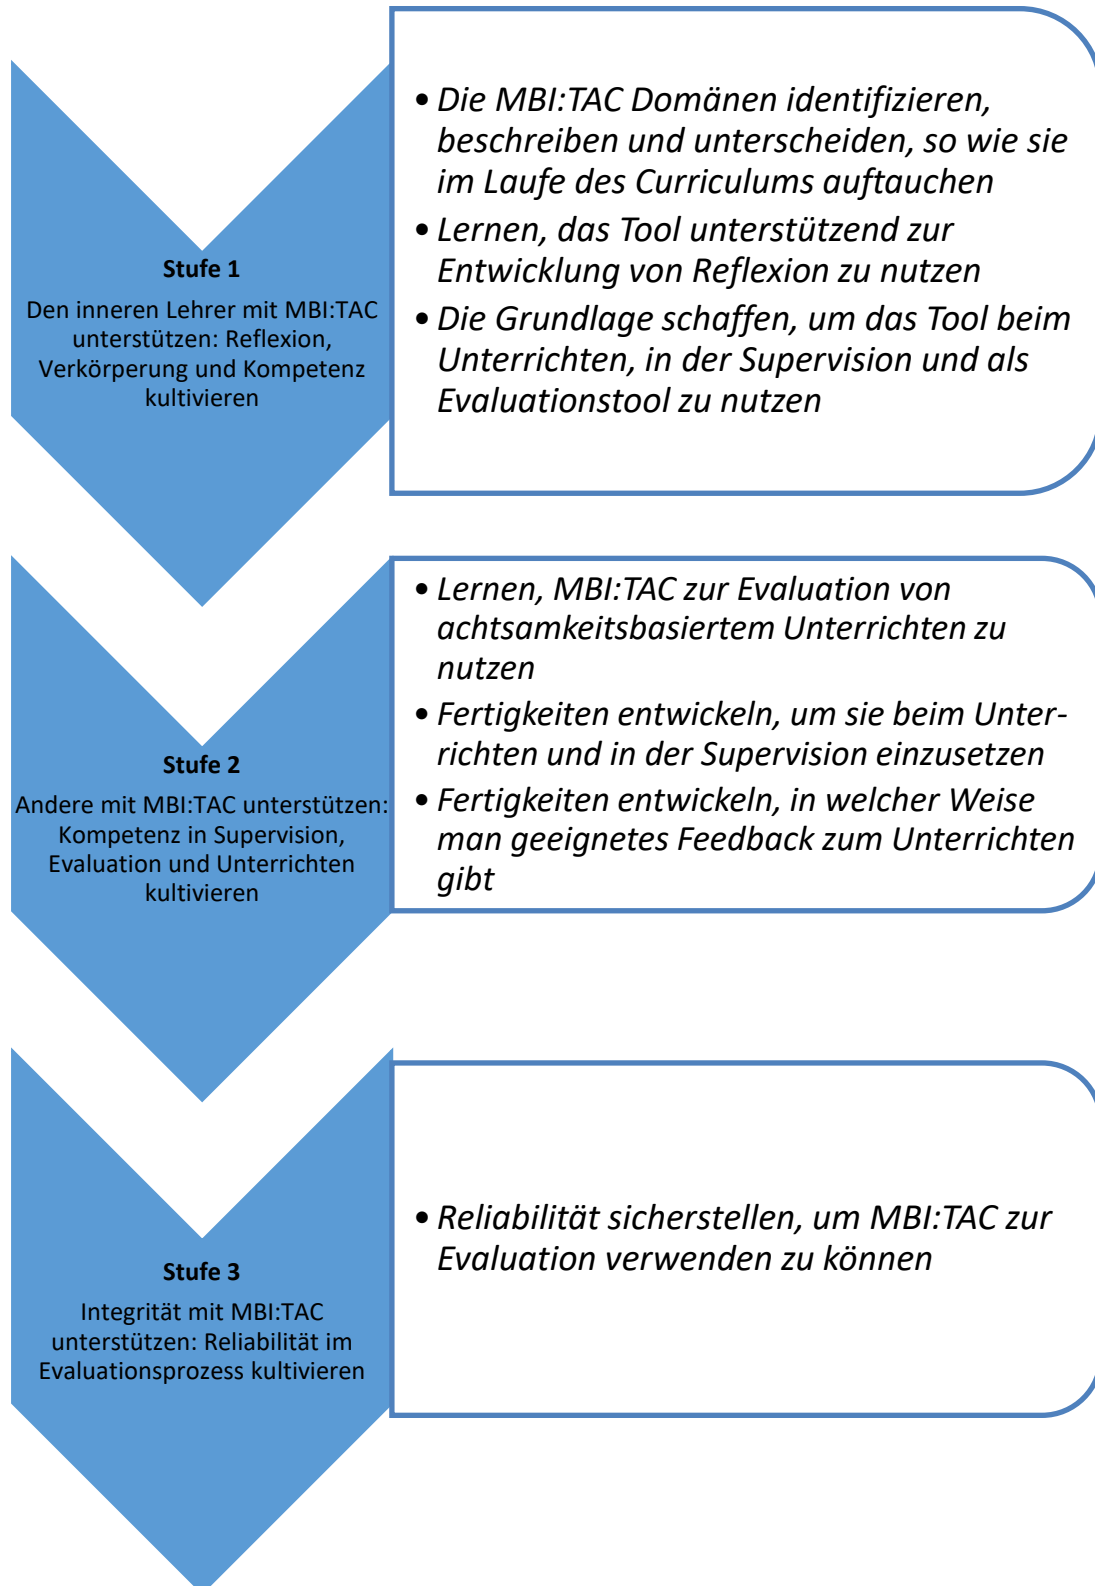 Stufe 1
Den inneren Lehrer mit MBI:TAC
unterstützen: Reflexion,
Verkörperung und Kompetenz
kultivieren
• Die MBI:TAC Domänen identifizieren,
beschreiben und unterscheiden, so wie sie
im Laufe des Curriculums auftauchen
• Lernen, das Tool unterstützend zur
Entwicklung von Reflexion zu nutzen
• Die Grundlage schaffen, um das Tool beim
Unterrichten, in der Supervision und als
Evaluationstool zu nutzen
Stufe 2
Andere mit MBI:TAC unterstützen:
Kompetenz in Supervision,
Evaluation und Unterrichten
kultivieren
• Lernen, MBI:TAC zur Evaluation von
achtsamkeitsbasiertem Unterrichten zu
nutzen
• Fertigkeiten entwickeln, um sie beim Unter-
richten und in der Supervision einzusetzen
• Fertigkeiten entwickeln, in welcher Weise
man geeignetes Feedback zum Unterrichten
gibt
Stufe 3
Integrität mit MBI:TAC
unterstützen: Reliabilität im
Evaluationsprozess kultivieren
• Reliabilität sicherstellen, um MBI:TAC zur
Evaluation verwenden zu können